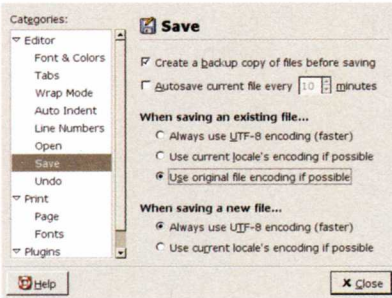 Categories:
Editor
Font & Colors
Tabs
Wrap Mode
Auto Indent
Line Numbers
Open
Save
Undo
Print
Page
Fonts
Plugins
Save
Create a backup copy of files before saving
Autosave current file every 10 minutes
When saving an existing file...
Always use UTF-8 encoding (faster)
Use current locale's encoding if possible
Use original file encoding if possible
When saving a new file...
Always use UTF-8 encoding (faster)
Use current locale's encoding if possible
Help
Close